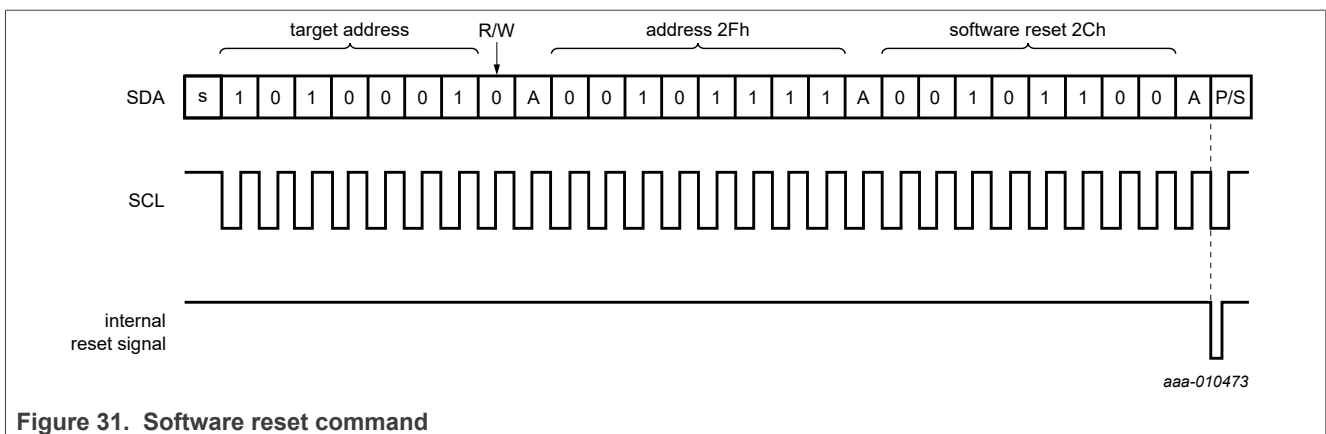 target address R/W address 2Fh software reset 2Ch
SDA s 1 0 1 0 0 0 1 0 A 0 0 1 0 1 1 1 1 A 0 0 1 0 1 1 0 0 A P/S
SCL
internal
reset signal
aaa-010473
Figure 31. Software reset command